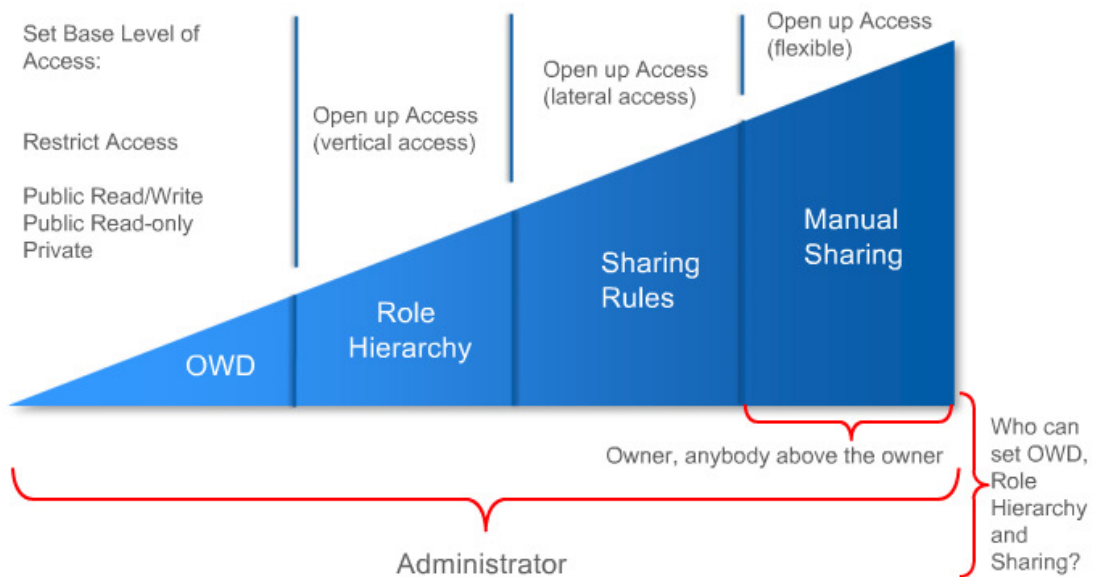 Set Base Level of
Access:
Restrict Access
Public Read/Write
Public Read-only
Private
Open up Access
(vertical access)
Open up Access
(lateral access)
Open up Access
(flexible)
OWD
Role
Hierarchy
Sharing
Rules
Manual
Sharing
Owner, anybody above the owner
Administrator
Who can
set OWD,
Role
Hierarchy
and
Sharing?